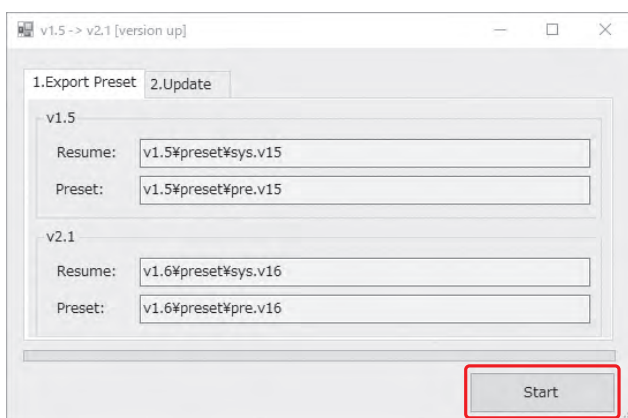 v1.5 -> v2.1 [version up]
1.Export Preset 2.Update
v1.5
Resume: v1.5¥preset¥sys.v15
Preset: v1.5¥preset¥pre.v15
v2.1
Resume: v1.6¥preset¥sys.v16
Preset: v1.6¥preset¥pre.v16
Start